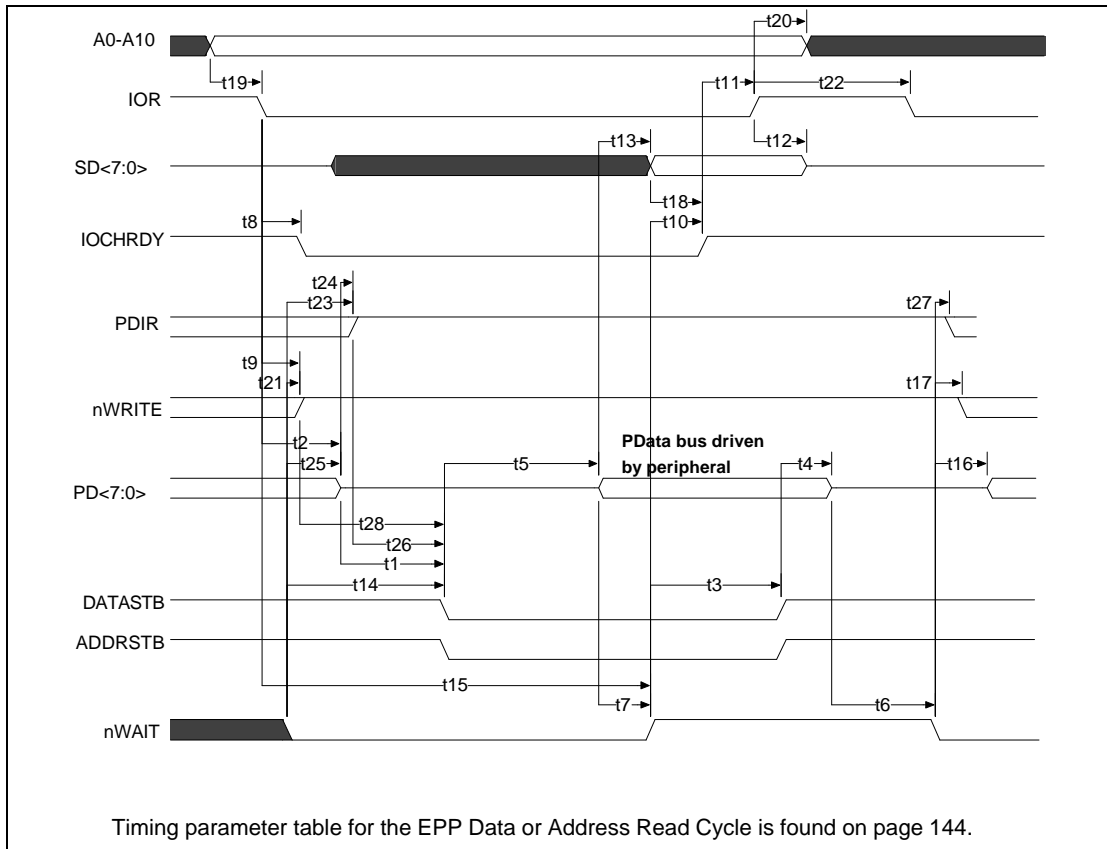 t20
A0-A10
t19
t11
t22
IOR
t13
t12
SD<7:0>
t18
t8
t10
IOCHRDY
t24
t23
t27
PDIR
t9
t21
t17
nWRITE
PData bus driven
by peripheral
t2
t25
t5
t4
t16
PD<7:0>
t28
t26
t1
t14
t3
DATASTB
ADDRSTB
t15
t7
t6
nWAIT
Timing parameter table for the EPP Data or Address Read Cycle is found on page 144.